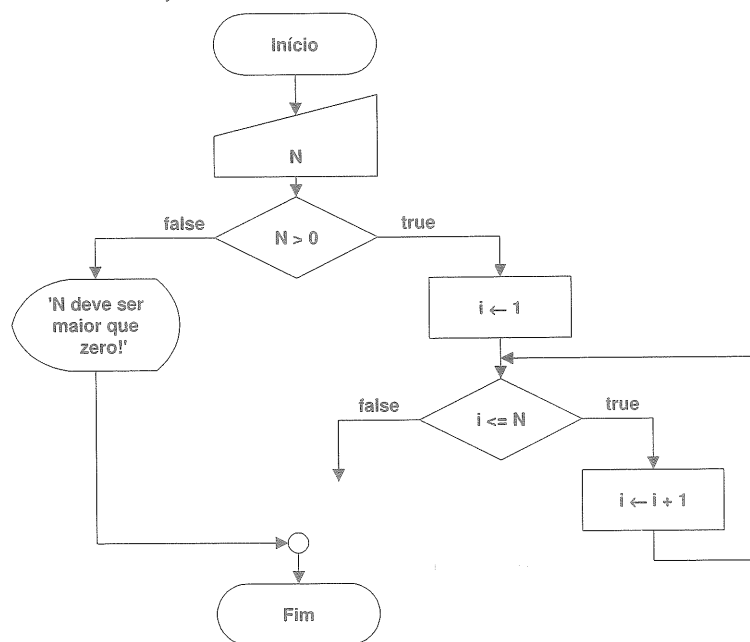 Início
N
false
N > 0
true
'N deve ser
maior que
zero!'
i ← 1
false
i <= N
true
i ← i + 1
Fim